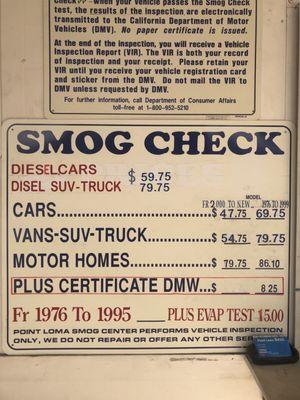 when your vehicle passes the Smog Check
test, the results of the inspection are electronically
transmitted to the California Department of Motor
Vehicles (DMV). No paper certificate is issued.
At the end of the inspection, you will receive a Vehicle
Inspection Report (VIR). The VIR is both your record
of inspection and your receipt. Please retain your
VIR until you receive your vehicle registration card
and sticker from the DMV. Do not mail the VIR to
DMV unless requested by DMV.
For further information, call Department of Consumer Affairs
toll-free at 1-800-952-5210
SMOG CHECK
DIESELCARS $ 59.75
DISEL SUV-TRUCK 79.75
MODEL
FR 2000 TO NEW 1976 TO 1999
CARS $ 47.75 69.75
VANS-SUV-TRUCK $ 54.75 79.75
MOTOR HOMES $ 79.75 86.10
PLUS CERTIFICATE DMW...$ 8.25
Fr 1976 To 1995 PLUS EVAP TEST 15.00
POINT LOMA SMOG CENTER PERFORMS VEHICLE INSPECTION
ONLY, WE DO NOT REPAIR OR OFFER ANY OTHER